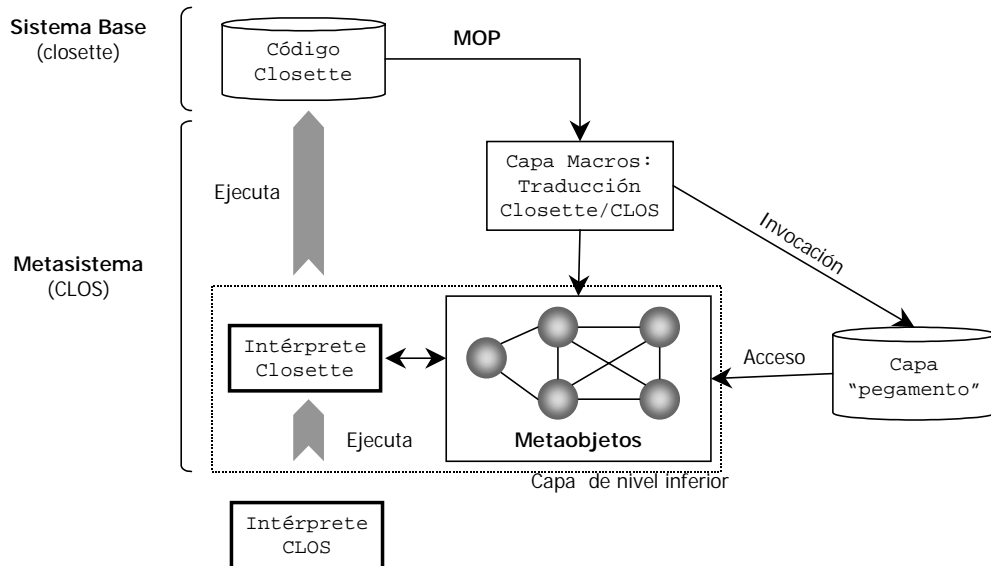 Sistema Base
(closette)
Código
Closette
MOP
Capa Macros:
Traducción
Closette/CLOS
Ejecuta
Invocación
Metasistema
(CLOS)
Intérprete
Closette
Metaobjetos
Acceso
Capa
“pegamento”
Ejecuta
Capa de nivel inferior
Intérprete
CLOS